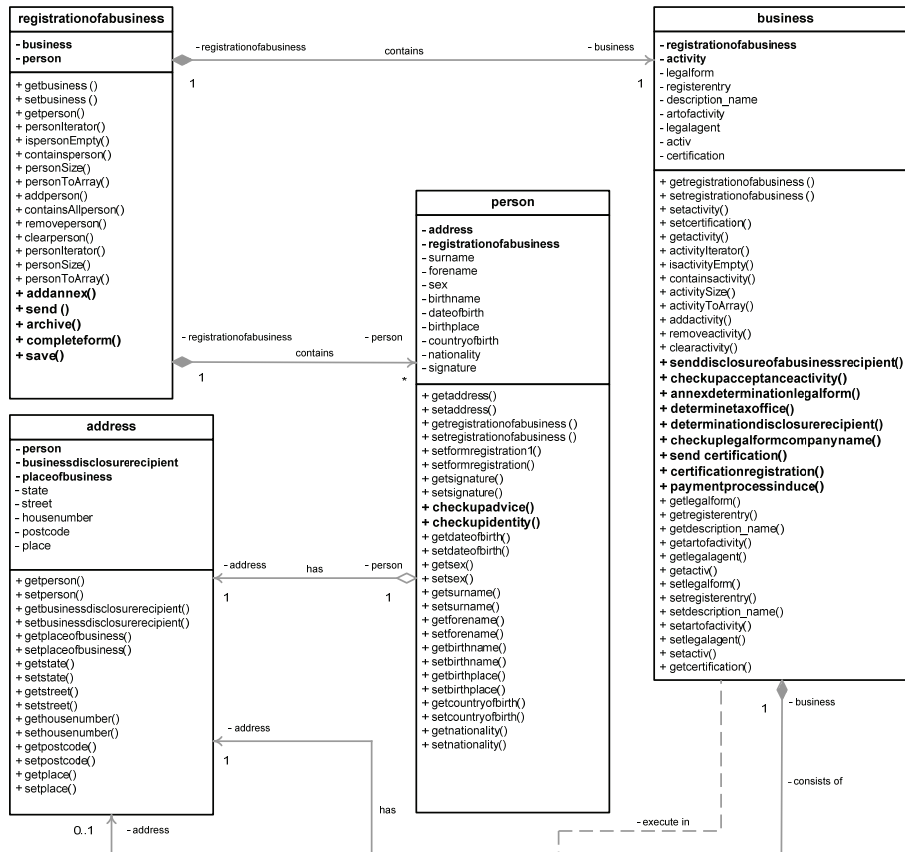 registrationofabusiness
- business
- person
+ getbusiness ()
+ setbusiness ()
+ getperson()
+ personIterator()
+ ispersonEmpty()
+ containsperson()
+ personSize()
+ personToArray()
+ addperson()
+ containsAllperson()
+ removeperson()
+ clearperson()
+ personIterator()
+ personSize()
+ personToArray()
+ addannex()
+ send ()
+ archive()
+ completeform()
+ save()
- registrationofabusiness
contains
- business
1
1
business
- registrationofabusiness
- activity
- legalform
- registerentry
- description_name
- artofactivity
- legalagent
- activ
- certification
+ getregistrationofabusiness ()
+ setregistrationofabusiness ()
+ setactivity()
+ setcertification()
+ getactivity()
+ activityIterator()
+ isactivityEmpty()
+ containsactivity()
+ activitySize()
+ activityToArray()
+ addactivity()
+ removeactivity()
+ clearactivity()
+ senddisclosureofabusinessrecipient()
+ checkupacceptanceactivity()
+ annexdeterminationlegalform()
+ determinetaxoffice()
+ determinationdisclosurerecipient()
+ checkuplegalformcompanyname()
+ send certification()
+ certificationregistration()
+ paymentprocessinduce()
+ getlegalform()
+ getregisterentry()
+ getdescription_name()
+ getartofactivity()
+ getlegalagent()
+ getactiv()
+ setlegalform()
+ setregisterentry()
+ setdescription_name()
+ setartofactivity()
+ setlegalagent()
+ setactiv()
+ getcertification()
- registrationofabusiness
contains
- person
1
*
person
- address
- registrationofabusiness
- surname
- forename
- sex
- birthname
- dateofbirth
- birthplace
- countryofbirth
- nationality
- signature
+ getaddress()
+ setaddress()
+ getregistrationofabusiness ()
+ setregistrationofabusiness ()
+ setformregistration1()
+ setformregistration()
+ getsignature()
+ setsignature()
+ checkupadvice()
+ checkupidentity()
+ getdateofbirth()
+ setdateofbirth()
+ getsex()
+ setsex()
+ getsurname()
+ setsurname()
+ getforename()
+ setforename()
+ getbirthname()
+ setbirthname()
+ getbirthplace()
+ setbirthplace()
+ getcountryofbirth()
+ setcountryofbirth()
+ getnationality()
+ setnationality()
address
- person
- businessdisclosurerecipient
- placeofbusiness
- state
- street
- housenumber
- postcode
- place
+ getperson()
+ setperson()
+ getbusinessdisclosurerecipient()
+ setbusinessdisclosurerecipient()
+ getplaceofbusiness()
+ setplaceofbusiness()
+ getstate()
+ setstate()
+ getstreet()
+ setstreet()
+ gethousenumber()
+ sethousenumber()
+ getpostcode()
+ setpostcode()
+ getplace()
+ setplace()
- address
has
- person
1
1
- address
1
has
0..1
- address
- execute in
1
- business
- consists of